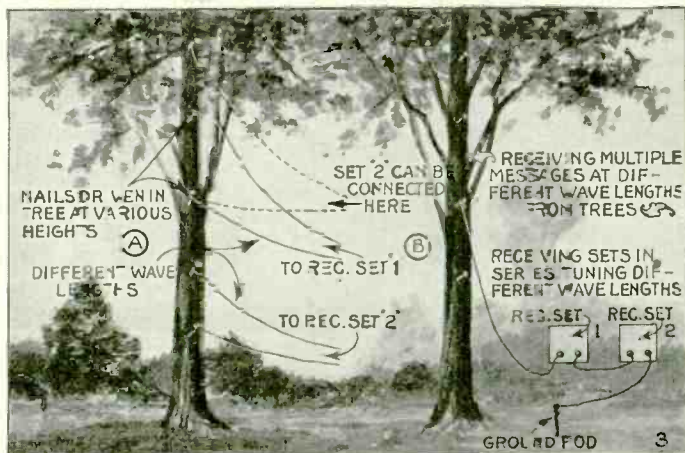 NAILS DRIVEN IN
TREE AT VARIOUS
HEIGHTS
A
DIFFERENT WAVE
LENGTHS
SET "2" CAN BE
CONNECTED
HERE
B
TO REC. SET "1"
TO REC. SET "2"
RECEIVING MULTIPLE
MESSAGES AT DIF-
FERENT WAVE LENGTHS
FROM TREES
RECEIVING SETS IN
SERIES TUNING DIF-
FERENT WAVE LENGTHS
REC. SET
1
REC. SET
2
GROUND ROD
3